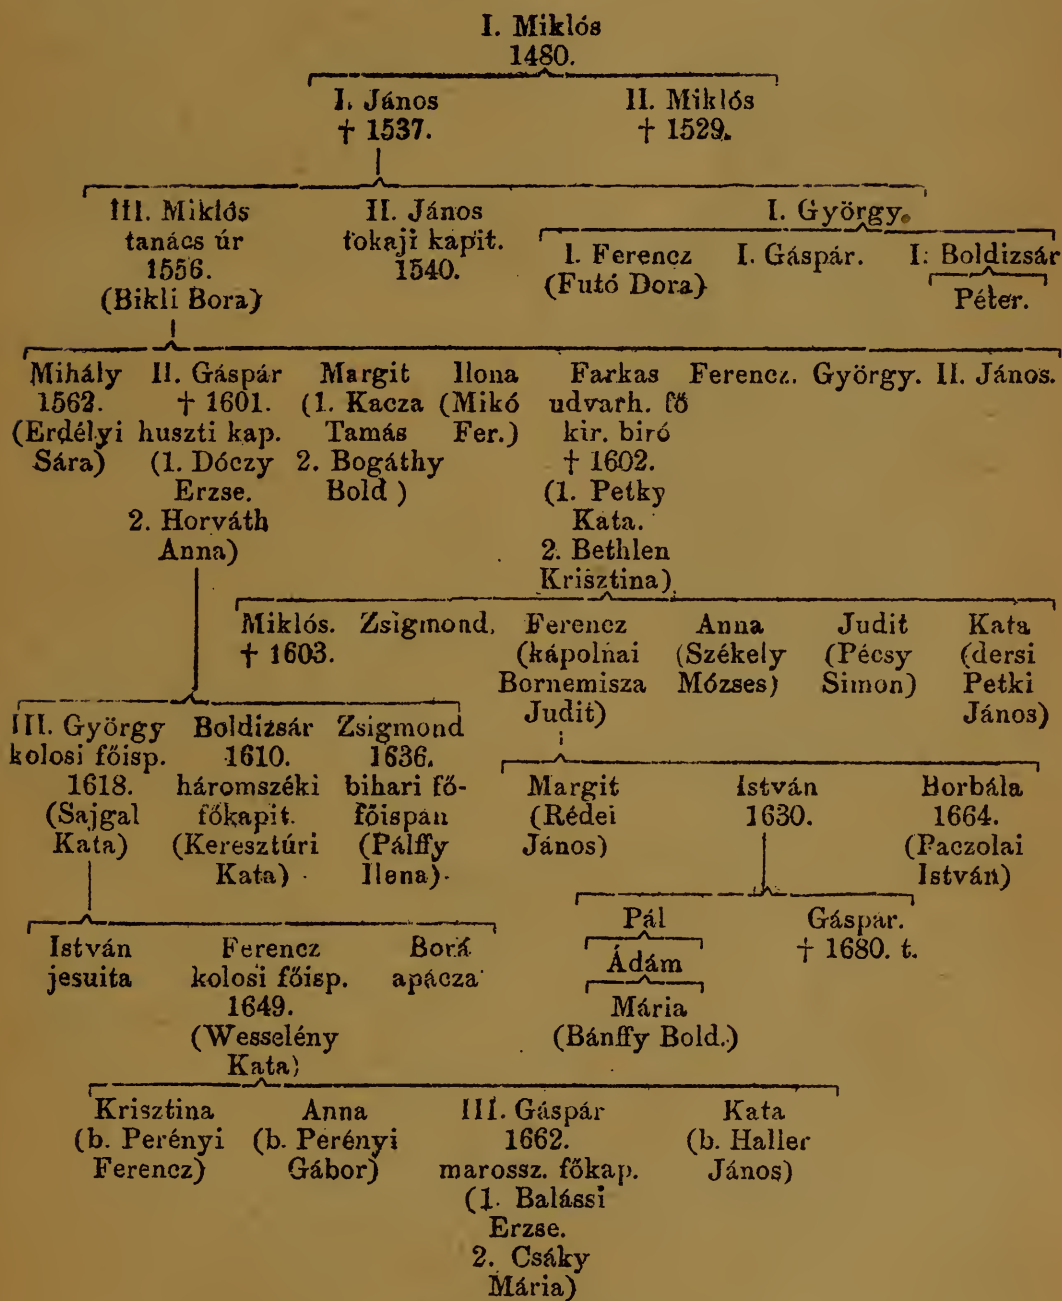 I. Miklós
1480.
I. János II. Miklós
† 1537. † 1529.
III. Miklós II. János I. György.
tanács úr tokaji kapit.
1556. 1540.
(Bikli Bora)
I. Ferencz I. Gáspár. I. Boldizsár
(Futó Dora) Péter.
Mihály II. Gáspár Margit Ilona Farkas Ferencz. György. II. János.
1562. † 1601. (1. Kacza (Mikó udvarh. fő
(Erdélyi huszti kap. Tamás Fer.) kir. biró
Sára) (1. Dóczy 2. Bogáthy † 1602.
Erzse. Bold ) (1. Petky
2. Horváth Kata.
Anna) 2. Bethlen
Krisztina)
Miklós. Zsigmond, Ferencz Anna Judit Kata
† 1603. (kápolnai (Székely (Pécsy (dersi
Bornemisza Mózses) Simon) Petki
Judit) János)
III. György Boldizsár Zsigmond
kolosi főisp. 1610. 1636.
1618. háromszéki bihari fő-
(Sajgal főkapit. főispán
Kata) (Keresztúri (Pálffy
Kata) Ilena)
Margit István Borbála
(Rédei 1630. 1664.
János) (Paczolai
István)
Pál Gáspár.
Ádám † 1680. t.
Mária
(Bánffy Bold.)
István Ferencz Bora
jesuita kolosi főisp. apácza
1649.
(Wesselény
Kata)
Krisztina Anna III. Gáspár Kata
(b. Perényi (b. Perényi 1662. (b. Haller
Ferencz) Gábor) marossz. főkap. János)
(1. Balássi
Erzse.
2. Csáky
Mária)